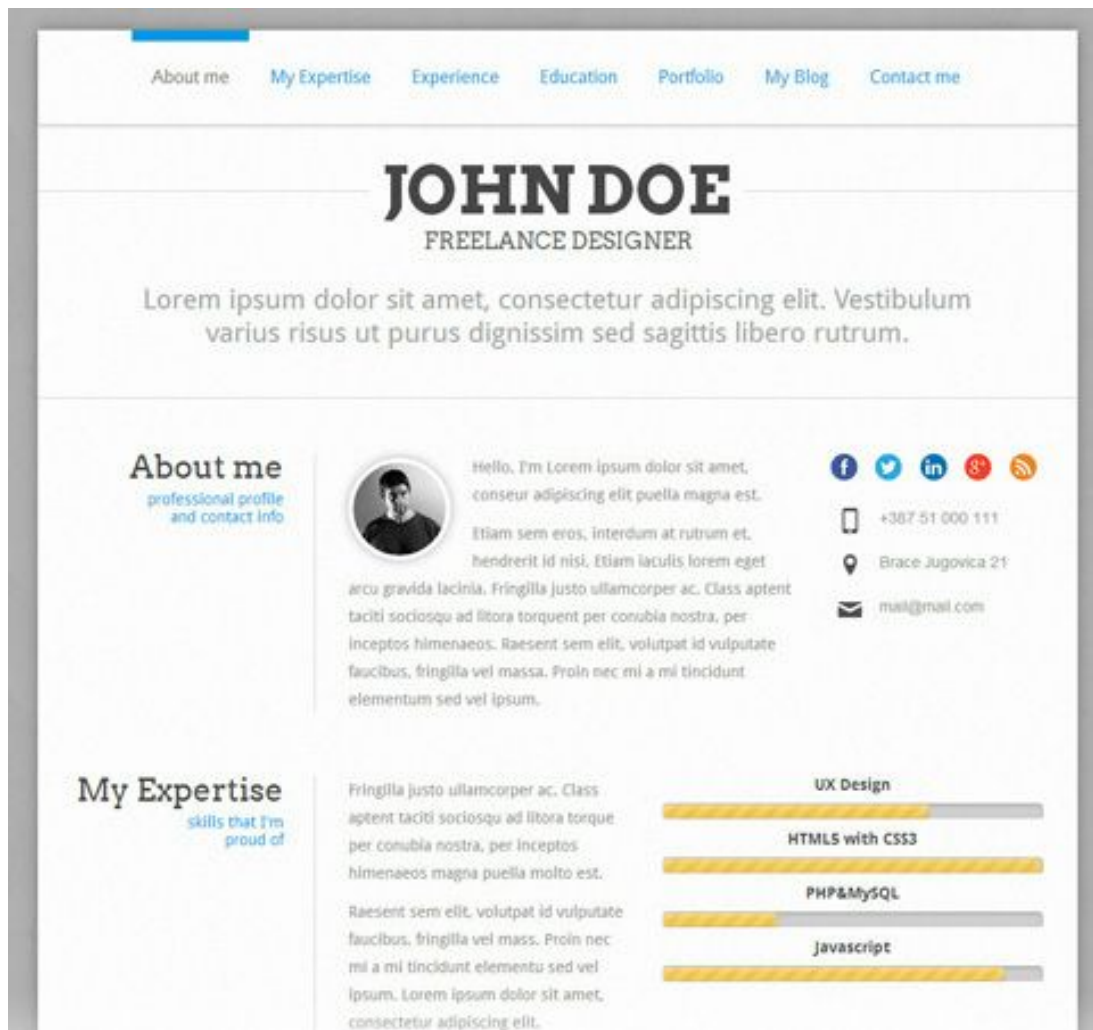 About me My Expertise Experience Education Portfolio My Blog Contact me
JOHN DOE
FREELANCE DESIGNER
Lorem ipsum dolor sit amet, consectetur adipiscing elit. Vestibulum
varius risus ut purus dignissim sed sagittis libero rutrum.
About me
professional profile
and contact info
Hello, I'm Lorem ipsum dolor sit amet,
conseur adipiscing elit puella magna est.
Etiam sem eros, interdum at rutrum et,
hendrerit id nisi. Etiam iaculis lorem eget
arcu gravida lacinia. Fringilla justo ullamcorper ac. Class aptent
taciti sociosqu ad litora torquent per conubia nostra, per
inceptos himenaeos. Raesent sem elit, volutpat id vulputate
faucibus, fringilla vel massa. Proin nec mi a mi tincidunt
elementum sed vel ipsum.
f in g+
+387 51 000 111
Brace Jugovica 21
mail@mail.com
My Expertise
skills that I'm
proud of
Fringilla justo ullamcorper ac. Class
aptent taciti sociosqu ad litora torque
per conubia nostra, per inceptos
himenaeos magna puella molto est.
Raesent sem elit, volutpat id vulputate
faucibus, fringilla vel mass. Proin nec
mi a mi tincidunt elementu sed vel
ipsum. Lorem ipsum dolor sit amet,
consectetur adipiscing elit.
UX Design
HTML5 with CSS3
PHP&MySQL
Javascript